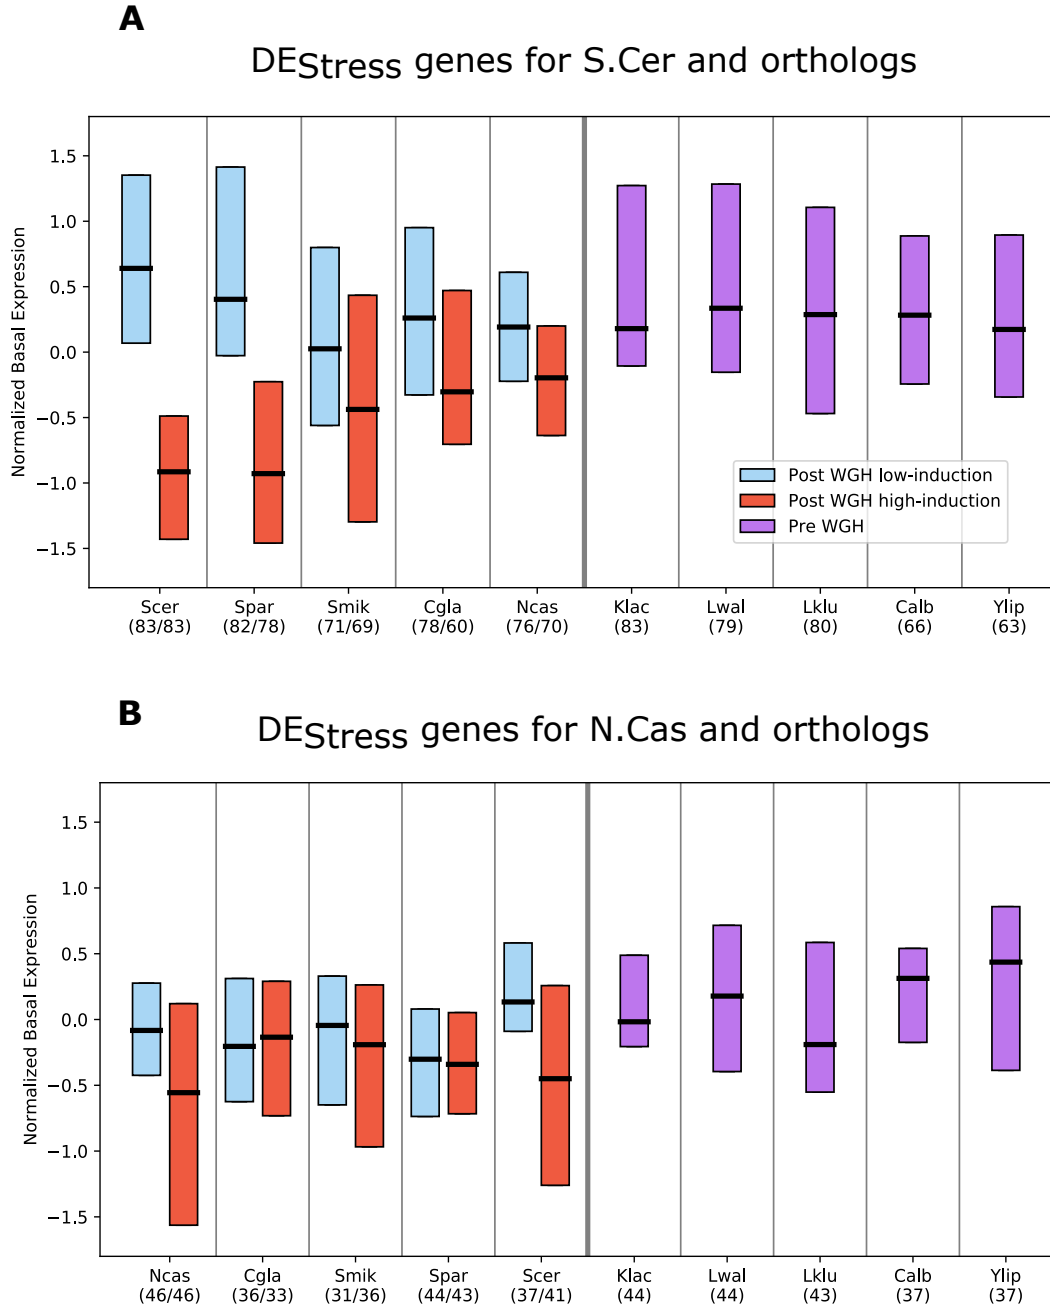 A
DEStress genes for S.Cer and orthologs
Normalized Basal Expression
1.5
1.0
0.5
0.0
−0.5
−1.0
−1.5
Post WGH low-induction
Post WGH high-induction
Pre WGH
Scer Spar Smik Cgla Ncas Klac Lwal Lklu Calb Ylip
(83/83) (82/78) (71/69) (78/60) (76/70) (83) (79) (80) (66) (63)
B
DEStress genes for N.Cas and orthologs
Normalized Basal Expression
1.5
1.0
0.5
0.0
−0.5
−1.0
−1.5
Ncas Cgla Smik Spar Scer Klac Lwal Lklu Calb Ylip
(46/46) (36/33) (31/36) (44/43) (37/41) (44) (44) (43) (37) (37)